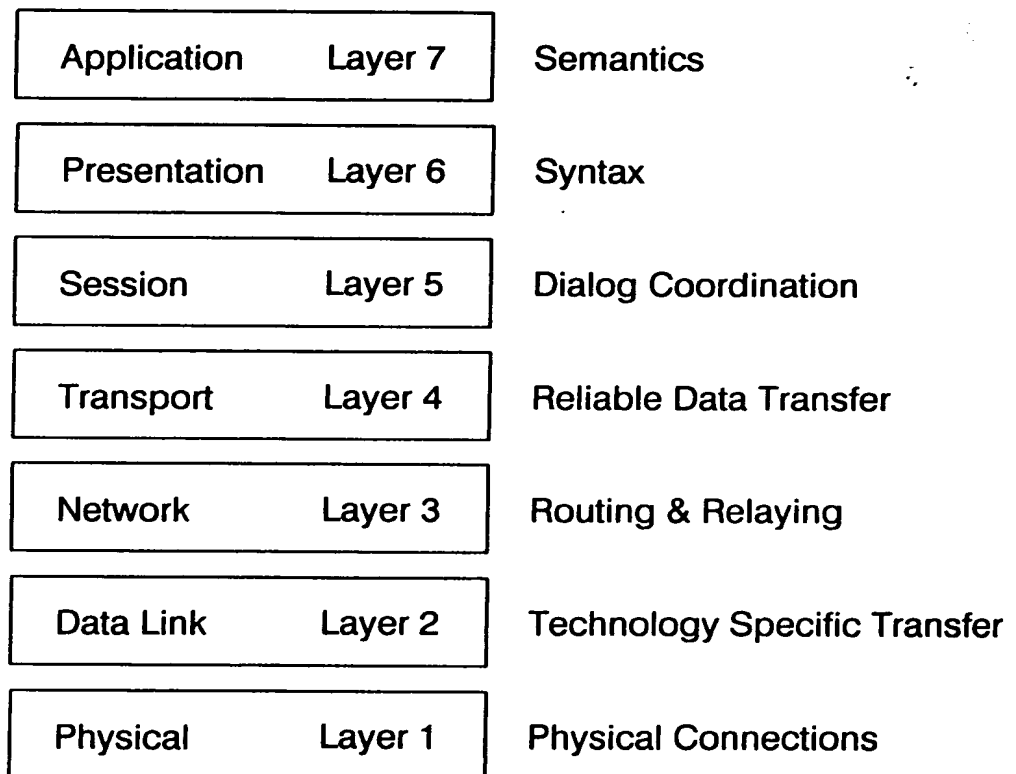 Application Layer 7 Semantics
Presentation Layer 6 Syntax
Session Layer 5 Dialog Coordination
Transport Layer 4 Reliable Data Transfer
Network Layer 3 Routing & Relaying
Data Link Layer 2 Technology Specific Transfer
Physical Layer 1 Physical Connections